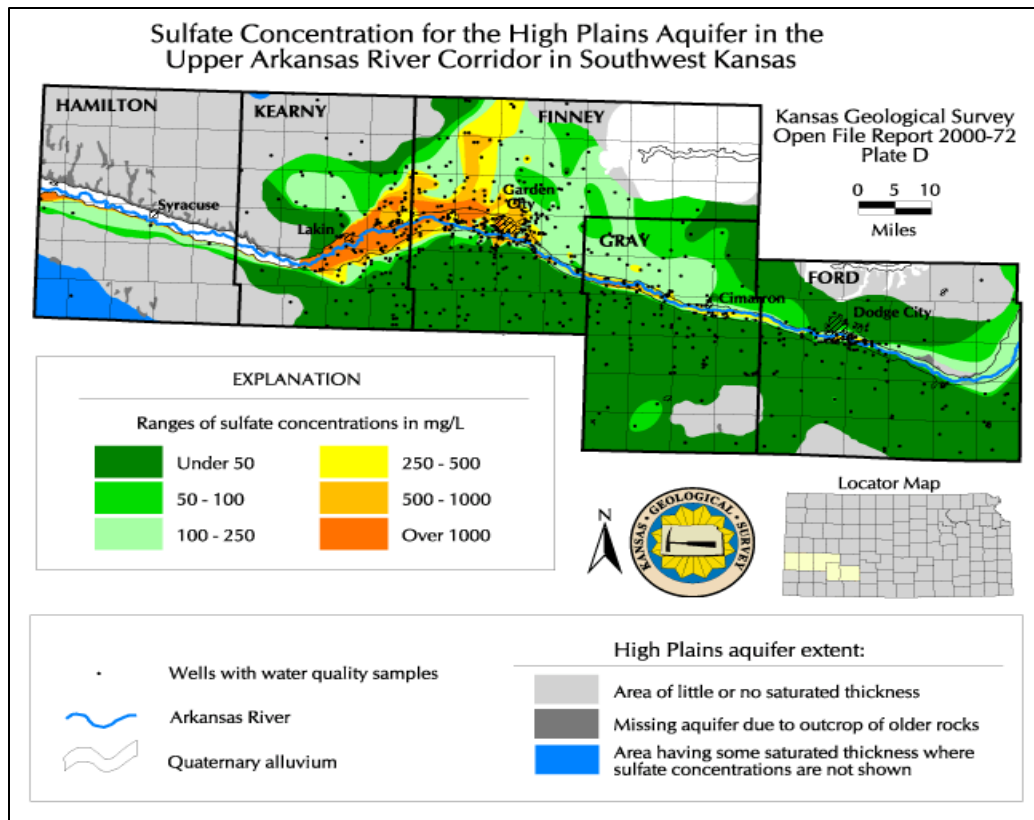 Sulfate Concentration for the High Plains Aquifer in the
Upper Arkansas River Corridor in Southwest Kansas
HAMILTON
KEARNY
FINNEY
Kansas Geological Survey
Open File Report 2000-72
Plate D
0 5 10
Miles
Syracuse
Lakin
Garden
City
GRAY
FORD
Cimarron
Dodge City
EXPLANATION
Ranges of sulfate concentrations in mg/L
Under 50
250 - 500
50 - 100
500 - 1000
100 - 250
Over 1000
N
KANSAS • GEOLOGICAL • SURVEY
Locator Map
Wells with water quality samples
Arkansas River
Quaternary alluvium
High Plains aquifer extent:
Area of little or no saturated thickness
Missing aquifer due to outcrop of older rocks
Area having some saturated thickness where
sulfate concentrations are not shown